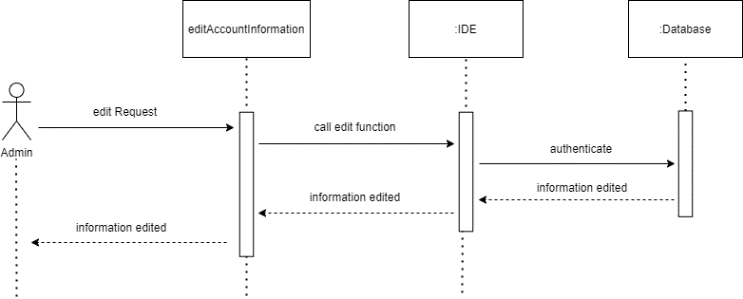 editAccountInformation
:IDE
:Database
edit Request
call edit function
Admin
authenticate
information edited
information edited
information edited